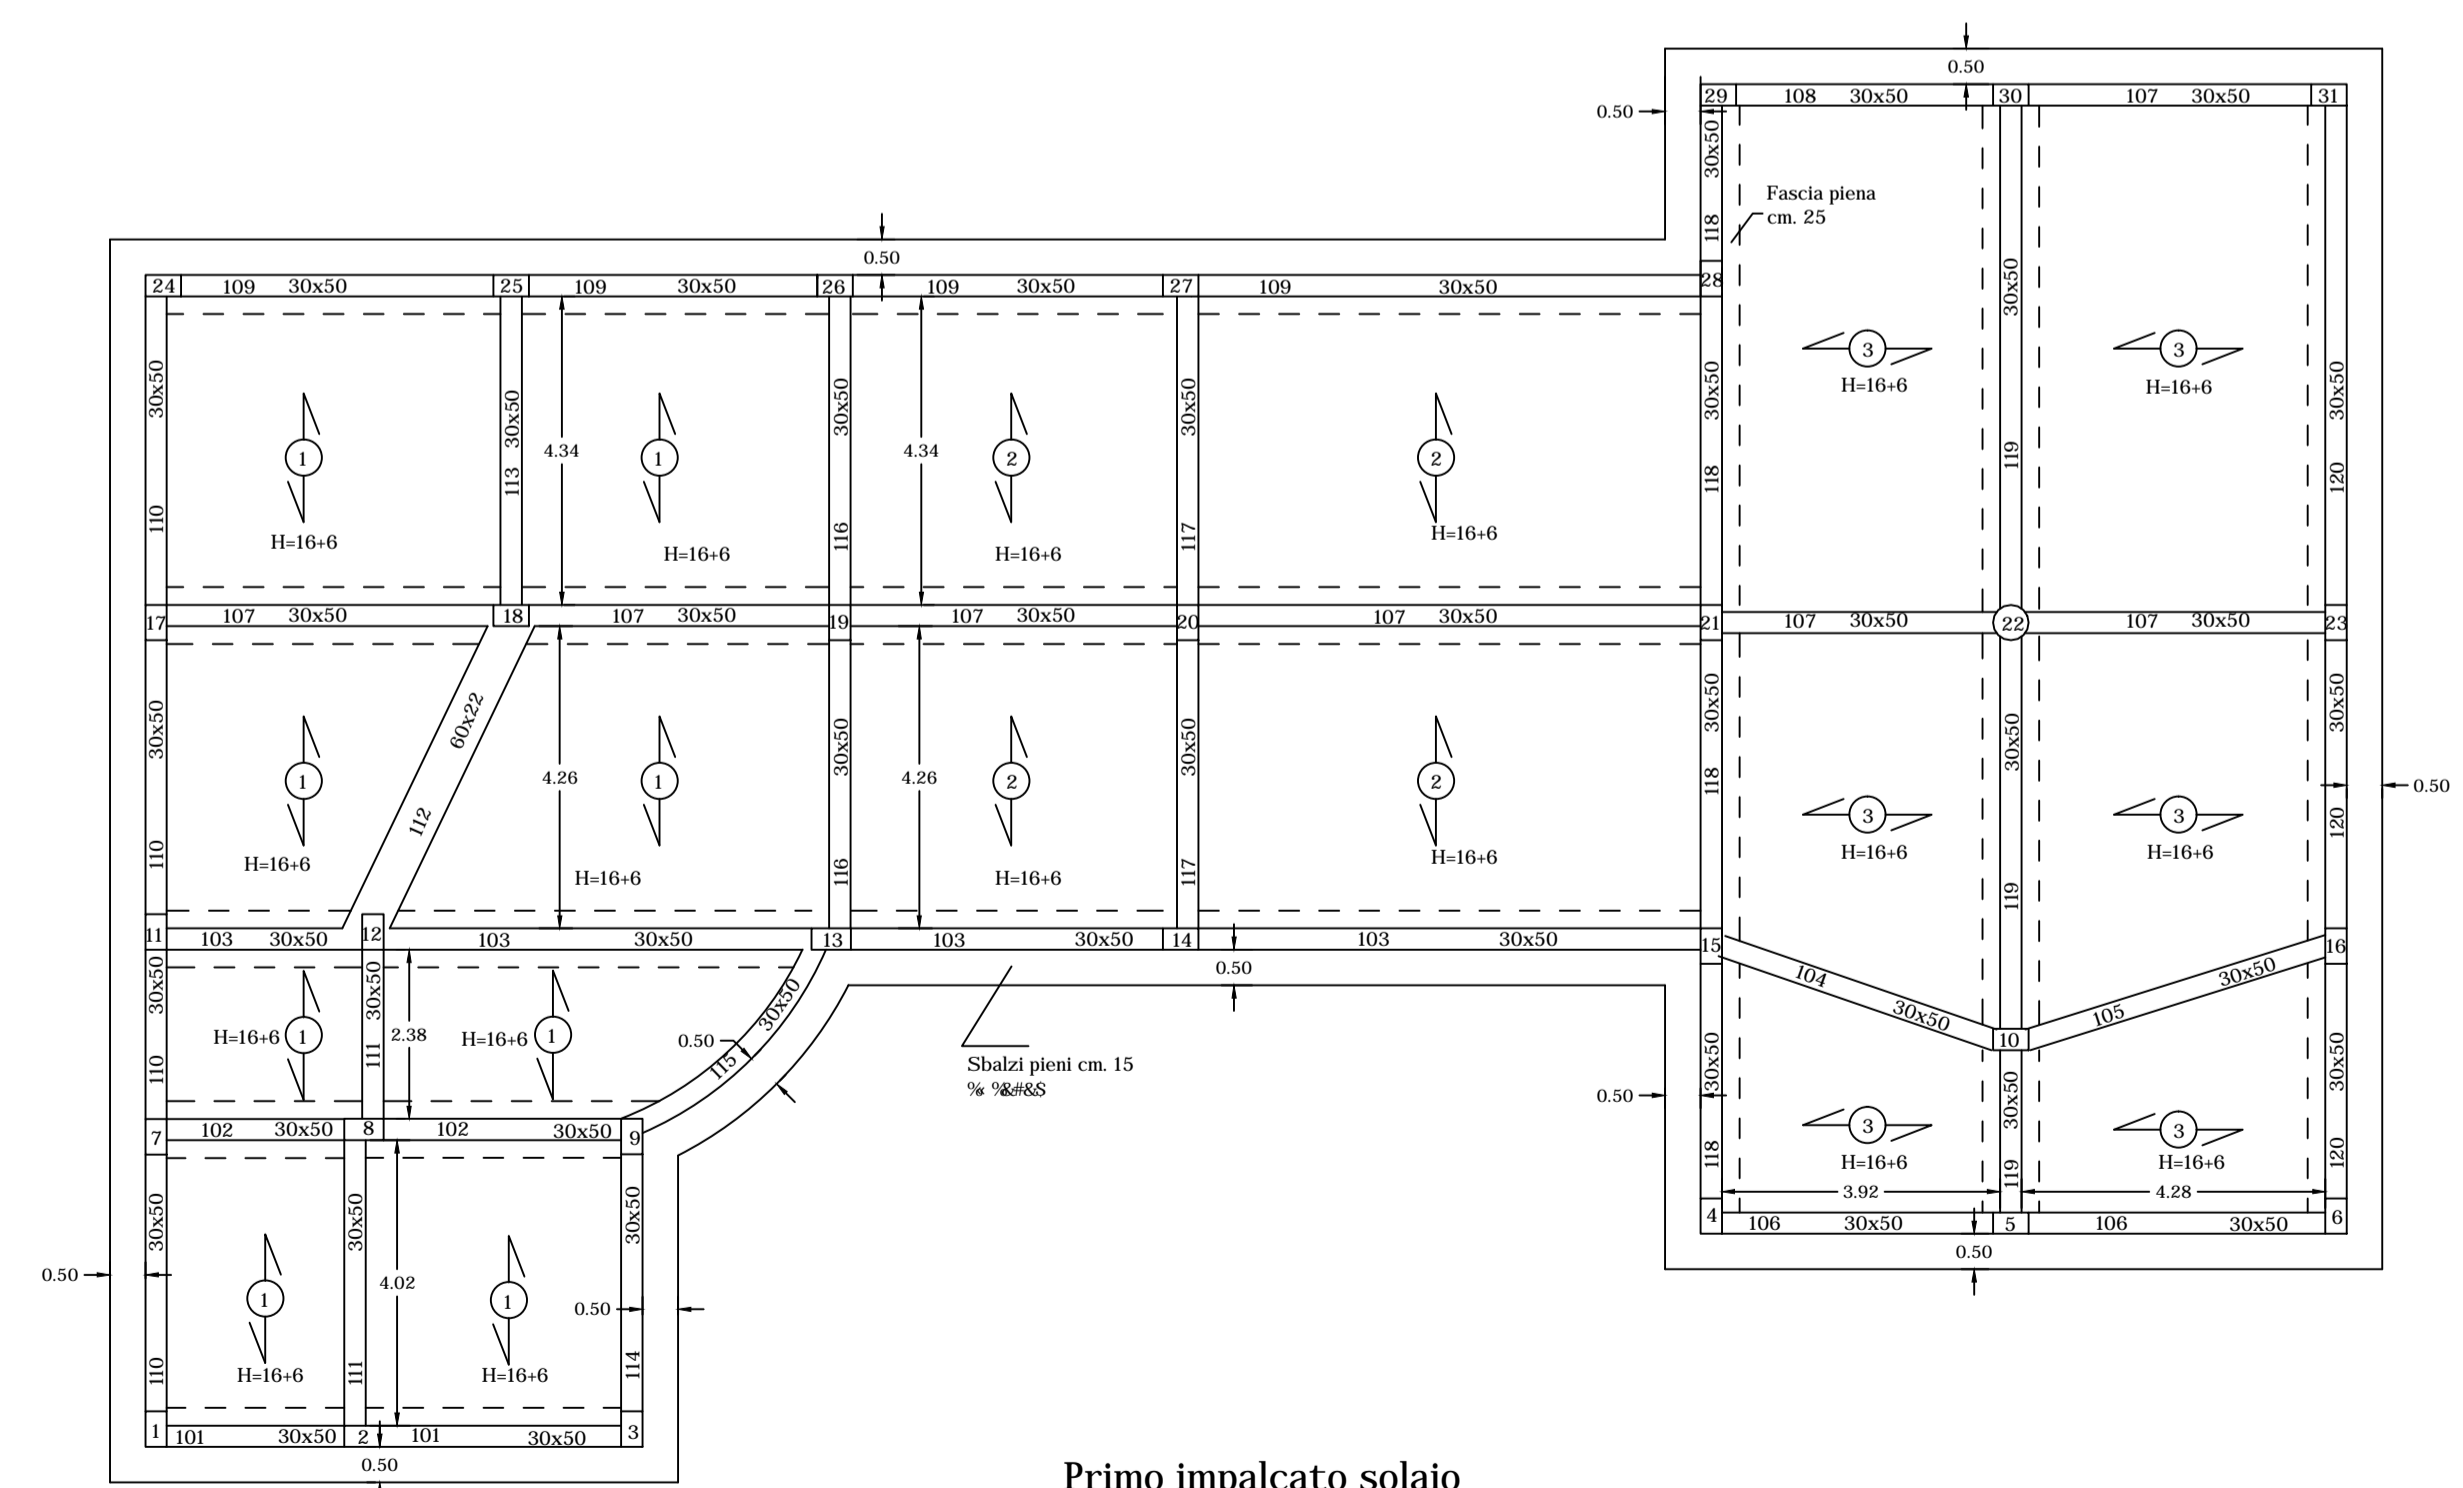 0.50
29 108 30x50 30 107 30x50 31
0.50
30x50
118
Fascia piena
cm. 25
0.50
24 109 30x50 25 109 30x50 26 109 30x50 27 109 30x50 28
30x50
110
30x50
113
4.34
30x50
116
4.34
30x50
117
30x50
118
30x50
119
30x50
120
1
H=16+6
1
H=16+6
2
H=16+6
2
H=16+6
3
H=16+6
3
H=16+6
17 107 30x50 18 107 30x50 19 107 30x50 20 107 30x50 21 107 30x50 22 107 30x50 23
30x50
110
60x22
112
4.26
30x50
116
4.26
30x50
117
30x50
118
30x50
119
30x50
120
0.50
1
H=16+6
1
H=16+6
2
H=16+6
2
H=16+6
3
H=16+6
3
H=16+6
11 103 30x50 12 103 30x50 13 103 30x50 14 103 30x50 15
16
104 30x50
10
105 30x50
0.50
30x50
110
H=16+6 1
30x50
111
2.38
H=16+6 1
0.50
30x50
115
Sbalzi pieni cm. 15
0.50
30x50
118
30x50
119
30x50
120
3
H=16+6
3
H=16+6
3.92
4.28
4 106 30x50 5 106 30x50 6
0.50
7 102 30x50 8 102 30x50 9
30x50
110
30x50
111
4.02
30x50
114
0.50
0.50
1
H=16+6
1
H=16+6
1 101 30x50 2 101 30x50 3
0.50
Primo impalcato solaio